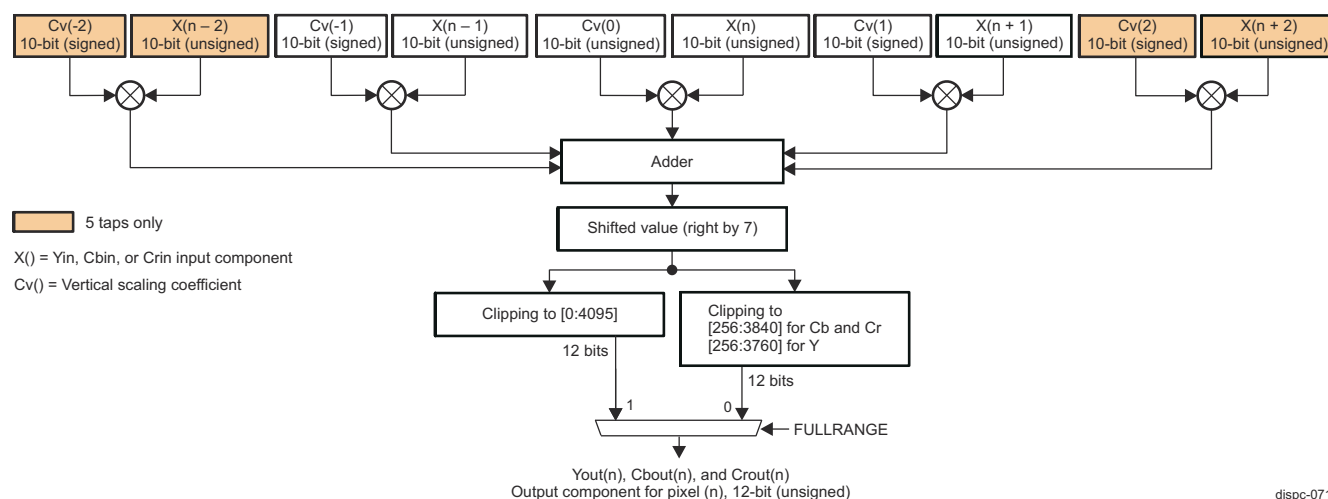 Cv(-2)
10-bit (signed)
X(n – 2)
10-bit (unsigned)
Cv(-1)
10-bit (signed)
X(n – 1)
10-bit (unsigned)
Cv(0)
10-bit (signed)
X(n)
10-bit (unsigned)
Cv(1)
10-bit (signed)
X(n + 1)
10-bit (unsigned)
Cv(2)
10-bit (signed)
X(n + 2)
10-bit (unsigned)
Adder
5 taps only
Shifted value (right by 7)
X() = Yin, Cbin, or Crin input component
Cv() = Vertical scaling coefficient
Clipping to [0:4095]
Clipping to
[256:3840] for Cb and Cr
[256:3760] for Y
12 bits
12 bits
1
0
FULLRANGE
Yout(n), Cbout(n), and Crout(n)
Output component for pixel (n), 12-bit (unsigned)